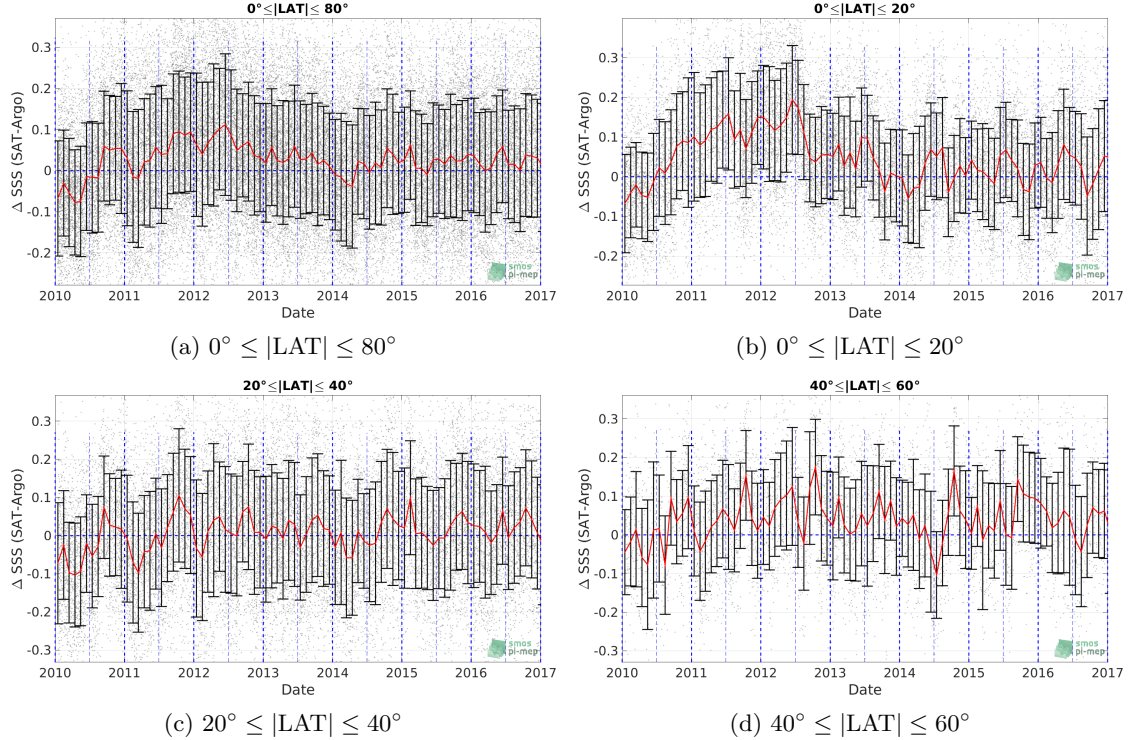 0°≤|LAT|≤ 80°
Δ SSS (SAT-Argo)
0.3
0.2
0.1
0
-0.1
-0.2
smos
pi-mep
2010 2011 2012 2013 2014 2015 2016 2017
Date
(a) 0° ≤ |LAT| ≤ 80°
0°≤|LAT|≤ 20°
Δ SSS (SAT-Argo)
0.3
0.2
0.1
0
-0.1
-0.2
smos
pi-mep
2010 2011 2012 2013 2014 2015 2016 2017
Date
(b) 0° ≤ |LAT| ≤ 20°
20°≤|LAT|≤ 40°
Δ SSS (SAT-Argo)
0.3
0.2
0.1
0
-0.1
-0.2
-0.3
smos
pi-mep
2010 2011 2012 2013 2014 2015 2016 2017
Date
(c) 20° ≤ |LAT| ≤ 40°
40°≤|LAT|≤ 60°
Δ SSS (SAT-Argo)
0.3
0.2
0.1
0
-0.1
-0.2
-0.3
smos
pi-mep
2010 2011 2012 2013 2014 2015 2016 2017
Date
(d) 40° ≤ |LAT| ≤ 60°